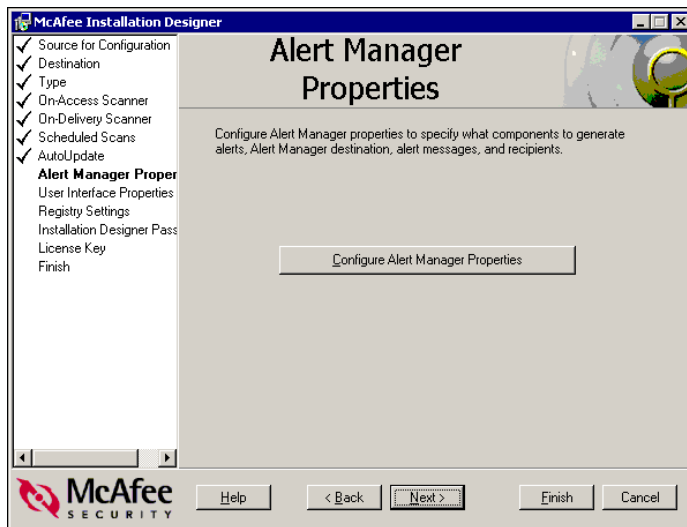 McAfee Installation Designer
Source for Configuration
Destination
Type
On-Access Scanner
On-Delivery Scanner
Scheduled Scans
AutoUpdate
Alert Manager Proper
User Interface Properties
Registry Settings
Installation Designer Pass
License Key
Finish
Alert Manager
Properties
Configure Alert Manager properties to specify what components to generate
alerts, Alert Manager destination, alert messages, and recipients.
Configure Alert Manager Properties
McAfee
SECURITY
Help
< Back
Next >
Finish
Cancel